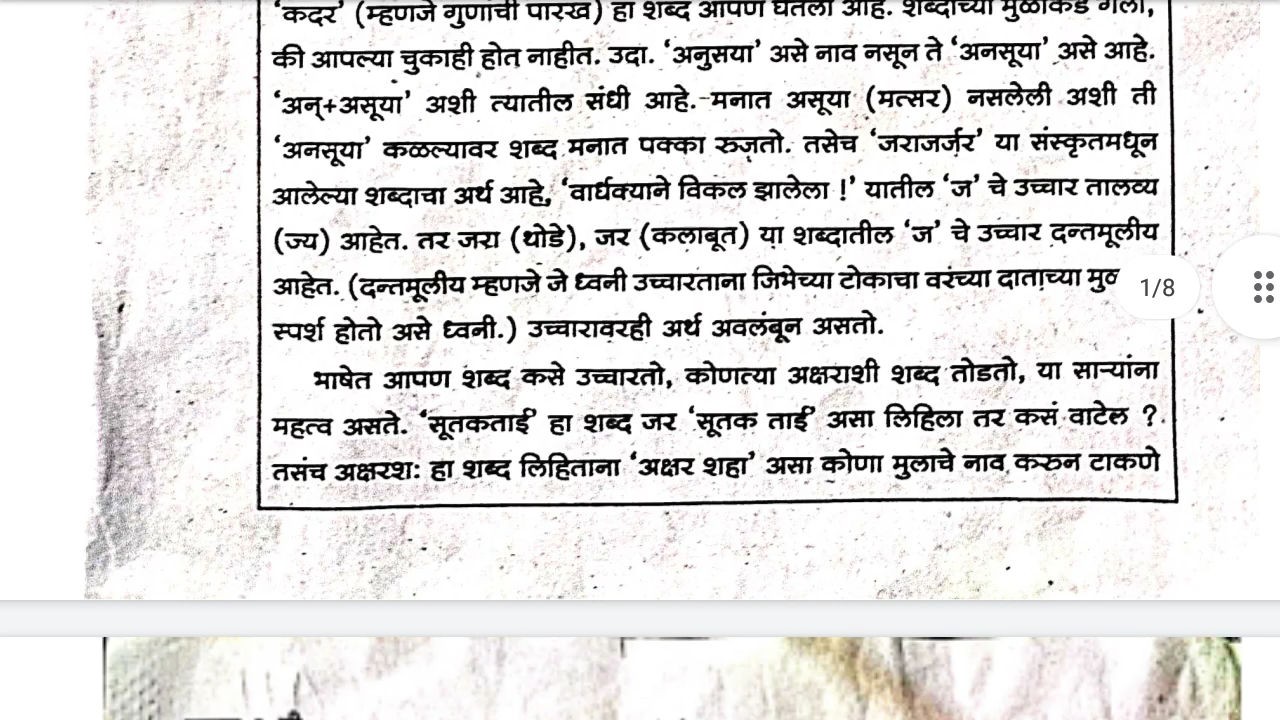 'कदर' (म्हणजे गुणांची पारख) हा शब्द आपण घेतला आहे. शब्दाच्या मुळाकडे गेलो,
की आपल्या चुकाही होत नाहीत. उदा. 'अनुसया' असे नाव नसून ते 'अनसूया' असे आहे.
'अन्+असूया' अशी त्यातील संधी आहे. मनात असूया (मत्सर) नसलेली अशी ती
'अनसूया' कळल्यावर शब्द मनात पक्का रुजतो. तसेच 'जराजर्जर' या संस्कृतमधून
आलेल्या शब्दाचा अर्थ आहे, 'वार्धक्याने विकल झालेला !' यातील 'ज' चे उच्चार तालव्य
(ज्य) आहेत. तर जरा (थोडे), जर (कलाबूत) या शब्दातील 'ज' चे उच्चार दन्तमूलीय
आहेत. (दन्तमूलीय म्हणजे जे ध्वनी उच्चारताना जिभेच्या टोकाचा वरच्या दाताच्या
स्पर्श होतो असे ध्वनी.) उच्चारावरही अर्थ अवलंबून असतो.
भाषेत आपण शब्द कसे उच्चारतो, कोणत्या अक्षराशी शब्द तोडतो, या साऱ्यांना
महत्व असते. 'सूतकताई' हा शब्द जर 'सूतक ताई' असा लिहिला तर कसं वाटेल ?
तसंच अक्षरशः हा शब्द लिहिताना 'अक्षर शहा' असा कोणा मुलाचे नाव करुन टाकणे
1/8